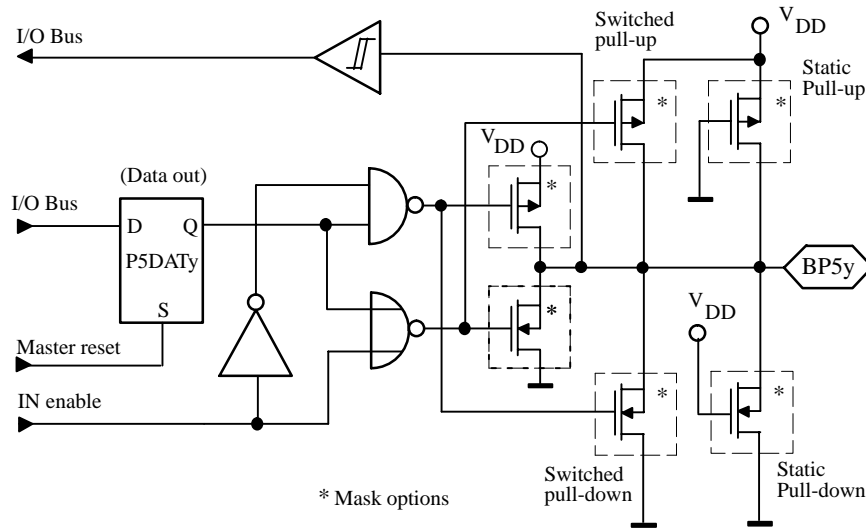 Switched
pull-up
V DD
I/O Bus
Static
Pull-up
*
*
V DD
*
(Data out)
I/O Bus
D
Q
P5DATy
S
BP5y
*
V DD
Master reset
IN enable
*
*
Switched
pull-down
Static
Pull-down
* Mask options